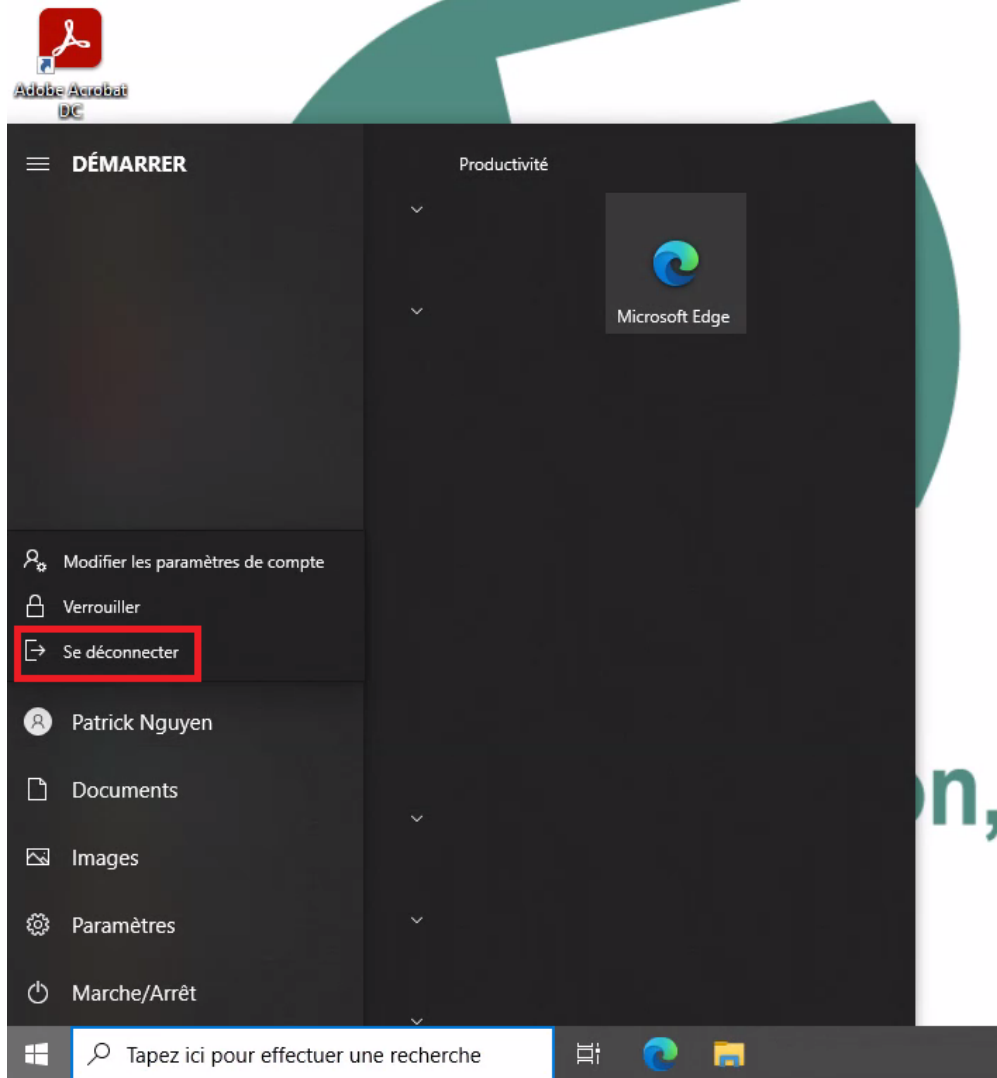 Adobe Acrobat
DC
DÉMARRER
Productivité
Microsoft Edge
Modifier les paramètres de compte
Verrouiller
Se déconnecter
Patrick Nguyen
Documents
Images
Paramètres
Marche/Arrêt
n,
Tapez ici pour effectuer une recherche